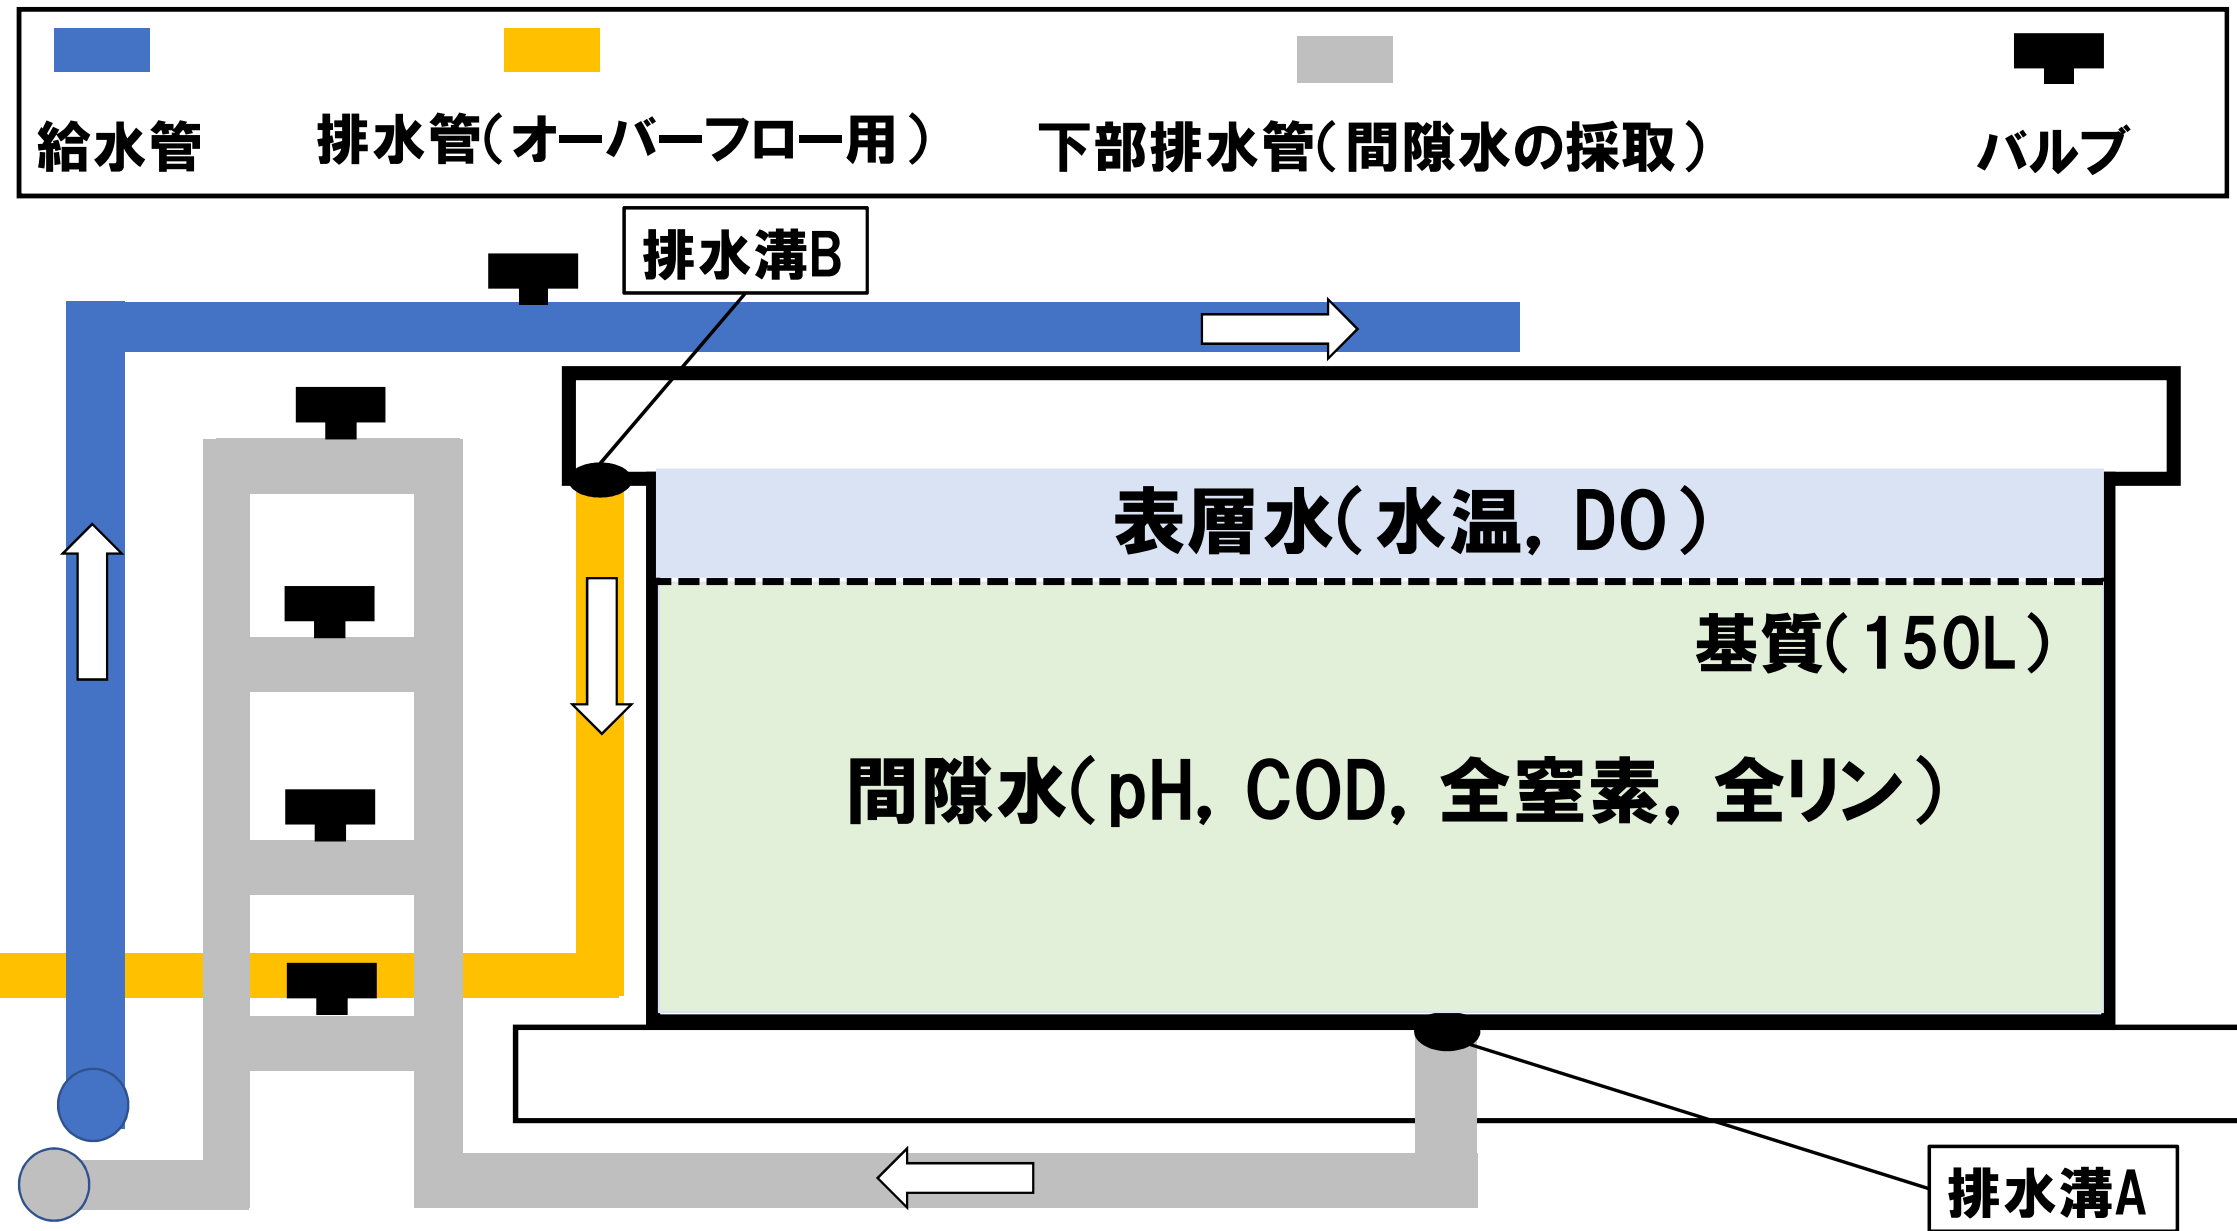 給水管
排水管(オーバーフロー用)
下部排水管(間隙水の採取)
バルブ
排水溝B
表層水(水温, DO)
基質(150L)
間隙水(pH, COD, 全窒素, 全リン)
排水溝A